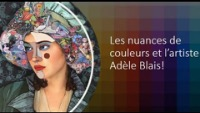 Les nuances de
couleurs et l’artiste
Adèle Blais!